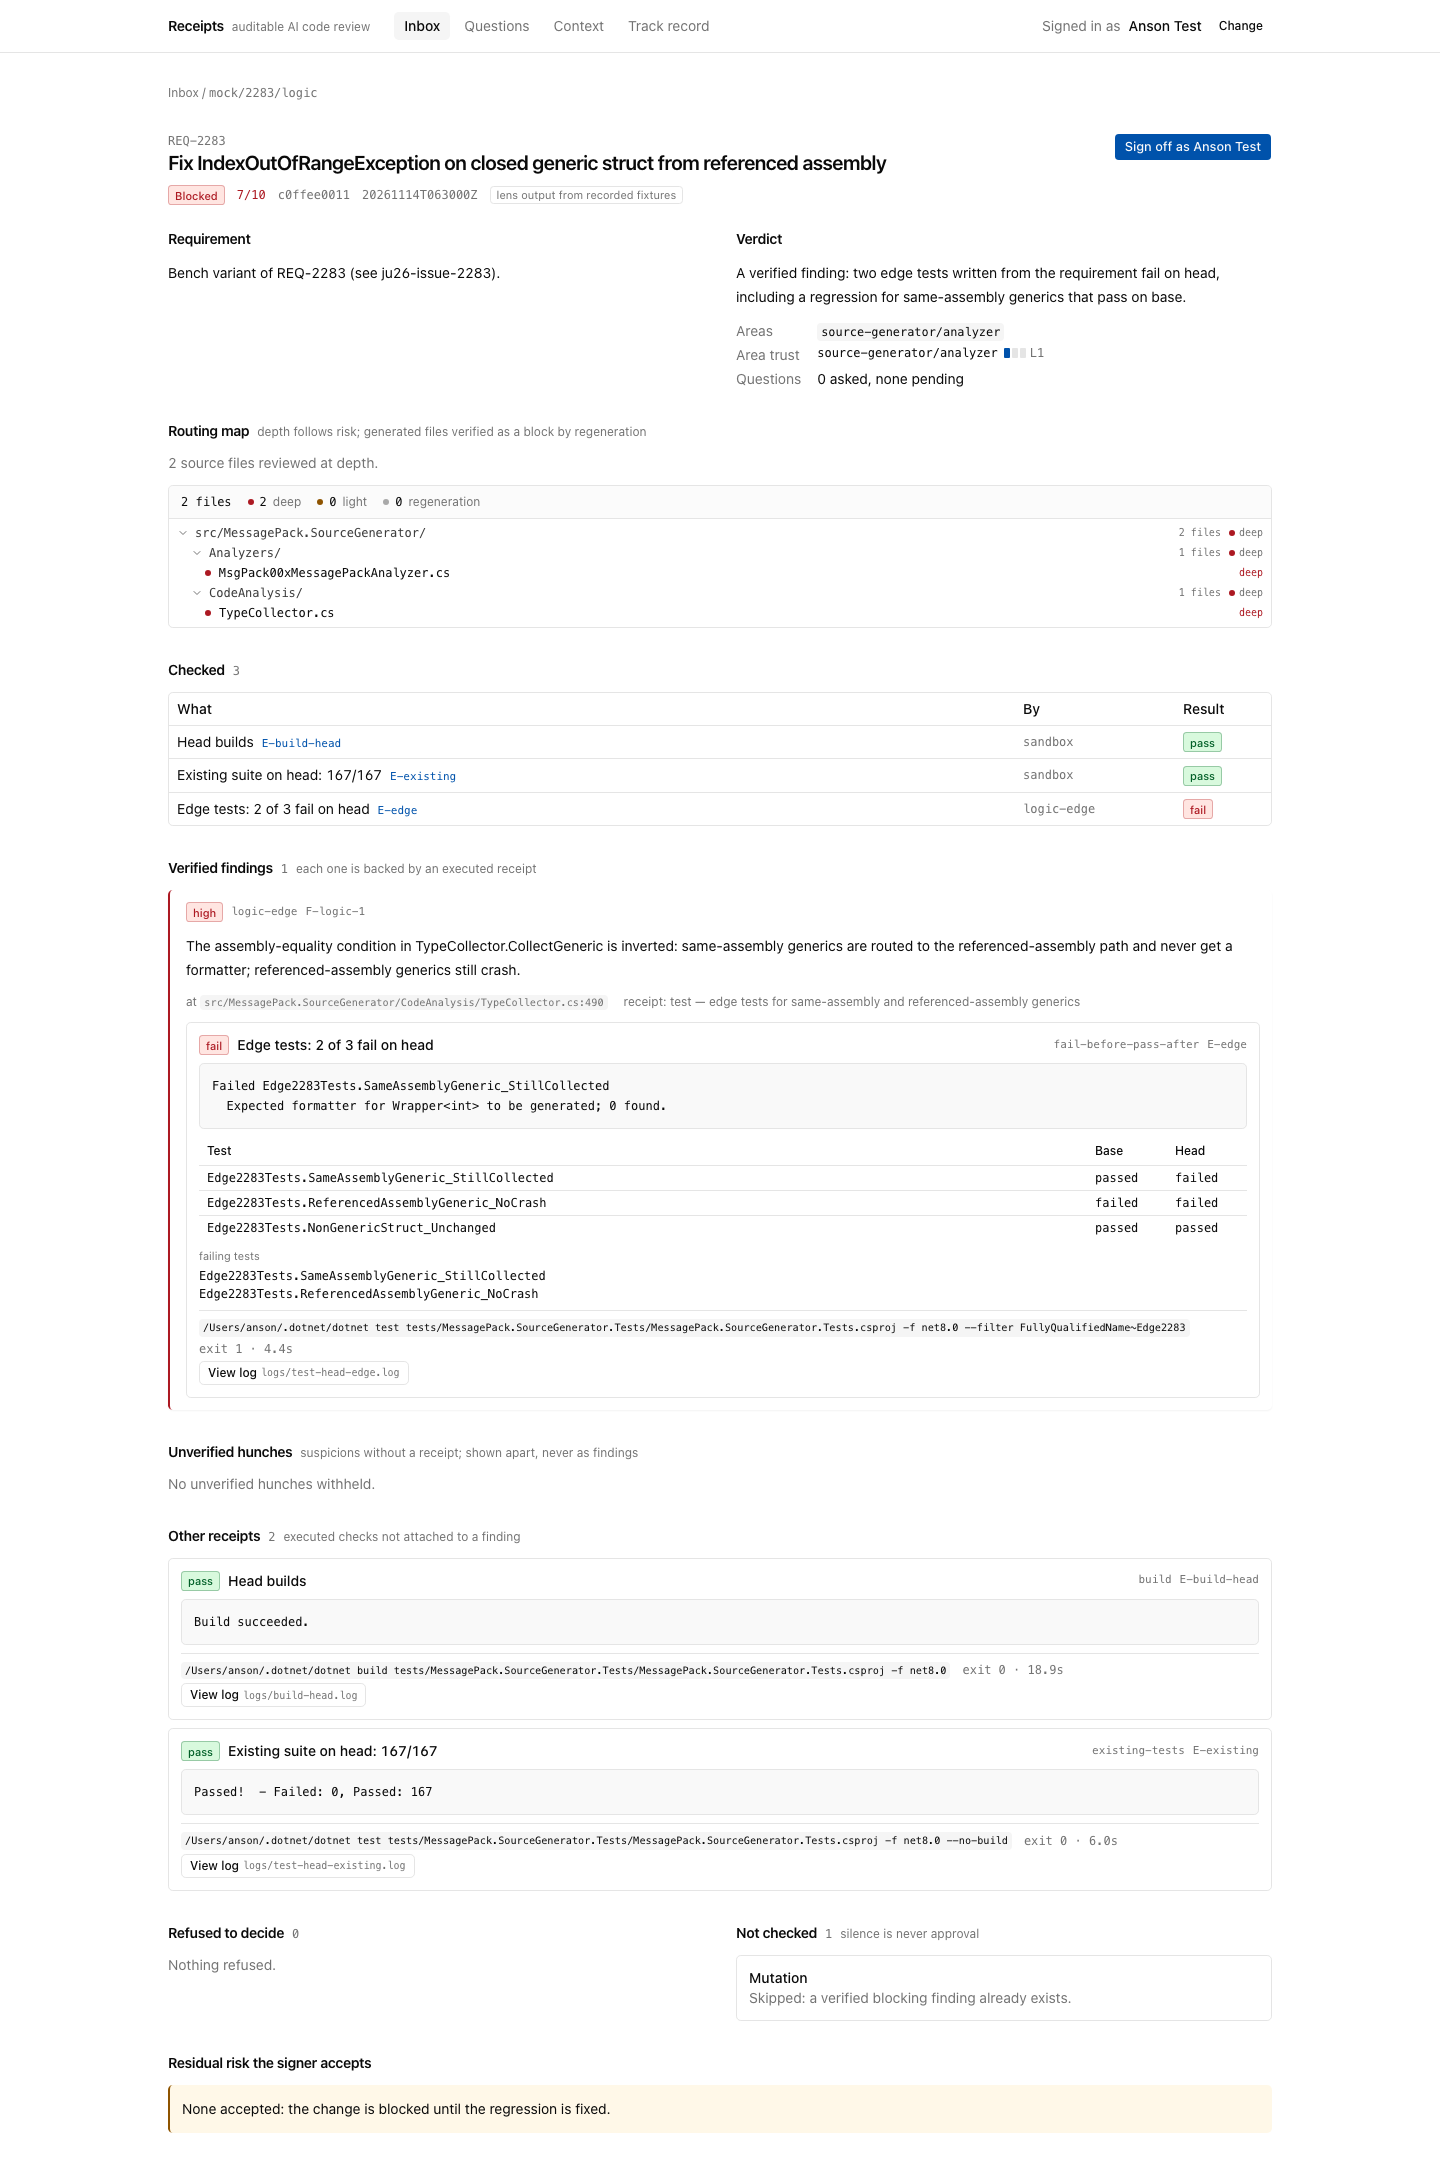 Receipts auditable AI code review Inbox Questions Context Track record Signed in as Anson Test Change
Inbox / mock/2283/logic
REQ-2283
Fix IndexOutOfRangeException on closed generic struct from referenced assembly
Sign off as Anson Test
Blocked 7/10 c0ffee0011 20261114T063000Z lens output from recorded fixtures
Requirement
Bench variant of REQ-2283 (see ju26-issue-2283).
Verdict
A verified finding: two edge tests written from the requirement fail on head,
including a regression for same-assembly generics that pass on base.
Areas source-generator/analyzer
Area trust source-generator/analyzer L1
Questions 0 asked, none pending
Routing map depth follows risk; generated files verified as a block by regeneration
2 source files reviewed at depth.
2 files 2 deep 0 light 0 regeneration
src/MessagePack.SourceGenerator/ 2 files deep
Analyzers/ 1 files deep
MsgPack00xMessagePackAnalyzer.cs deep
CodeAnalysis/ 1 files deep
TypeCollector.cs deep
Checked 3
What By Result
Head builds E-build-head sandbox pass
Existing suite on head: 167/167 E-existing sandbox pass
Edge tests: 2 of 3 fail on head E-edge logic-edge fail
Verified findings 1 each one is backed by an executed receipt
high logic-edge F-logic-1
The assembly-equality condition in TypeCollector.CollectGeneric is inverted: same-assembly generics are routed to the referenced-assembly path and never get a
formatter; referenced-assembly generics still crash.
at src/MessagePack.SourceGenerator/CodeAnalysis/TypeCollector.cs:490 receipt: test — edge tests for same-assembly and referenced-assembly generics
fail Edge tests: 2 of 3 fail on head fail-before-pass-after E-edge
Failed Edge2283Tests.SameAssemblyGeneric_StillCollected
Expected formatter for Wrapper<int> to be generated; 0 found.
Test Base Head
Edge2283Tests.SameAssemblyGeneric_StillCollected passed failed
Edge2283Tests.ReferencedAssemblyGeneric_NoCrash failed failed
Edge2283Tests.NonGenericStruct_Unchanged passed passed
failing tests
Edge2283Tests.SameAssemblyGeneric_StillCollected
Edge2283Tests.ReferencedAssemblyGeneric_NoCrash
/Users/anson/.dotnet/dotnet test tests/MessagePack.SourceGenerator.Tests/MessagePack.SourceGenerator.Tests.csproj -f net8.0 --filter FullyQualifiedName~Edge2283
exit 1 · 4.4s
View log logs/test-head-edge.log
Unverified hunches suspicions without a receipt; shown apart, never as findings
No unverified hunches withheld.
Other receipts 2 executed checks not attached to a finding
pass Head builds build E-build-head
Build succeeded.
/Users/anson/.dotnet/dotnet build tests/MessagePack.SourceGenerator.Tests/MessagePack.SourceGenerator.Tests.csproj -f net8.0 exit 0 · 18.9s
View log logs/build-head.log
pass Existing suite on head: 167/167 existing-tests E-existing
Passed!  - Failed: 0, Passed: 167
/Users/anson/.dotnet/dotnet test tests/MessagePack.SourceGenerator.Tests/MessagePack.SourceGenerator.Tests.csproj -f net8.0 --no-build exit 0 · 6.0s
View log logs/test-head-existing.log
Refused to decide 0
Nothing refused.
Not checked 1 silence is never approval
Mutation
Skipped: a verified blocking finding already exists.
Residual risk the signer accepts
None accepted: the change is blocked until the regression is fixed.